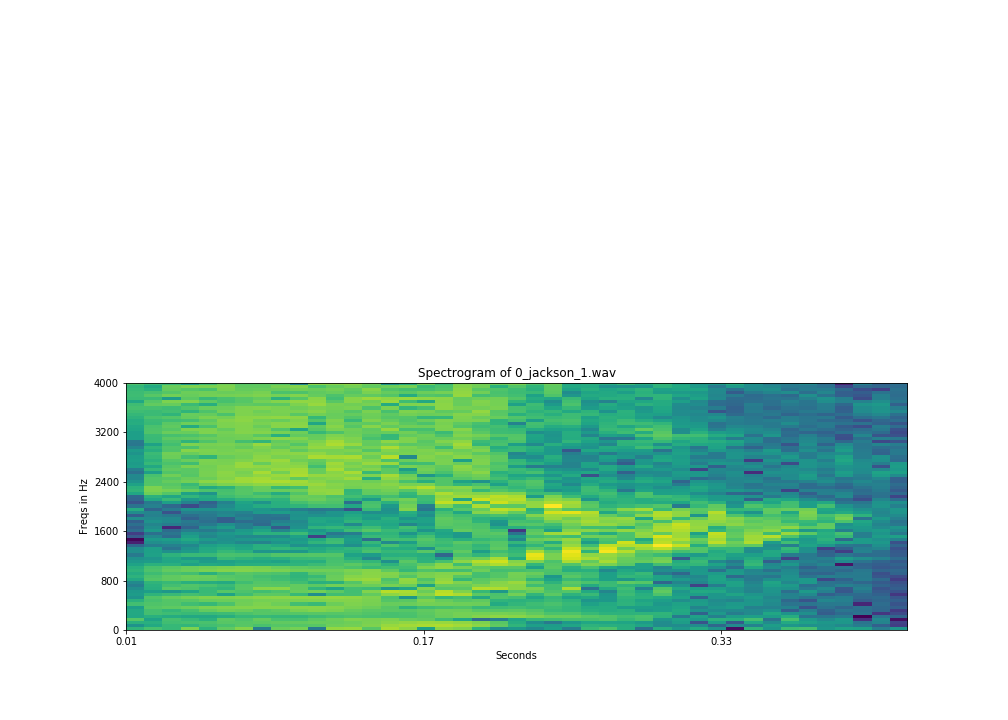 Spectrogram of 0_jackson_1.wav
4000
3200
2400
1600
800
0
Freqs in Hz
0.01 0.17 0.33
Seconds